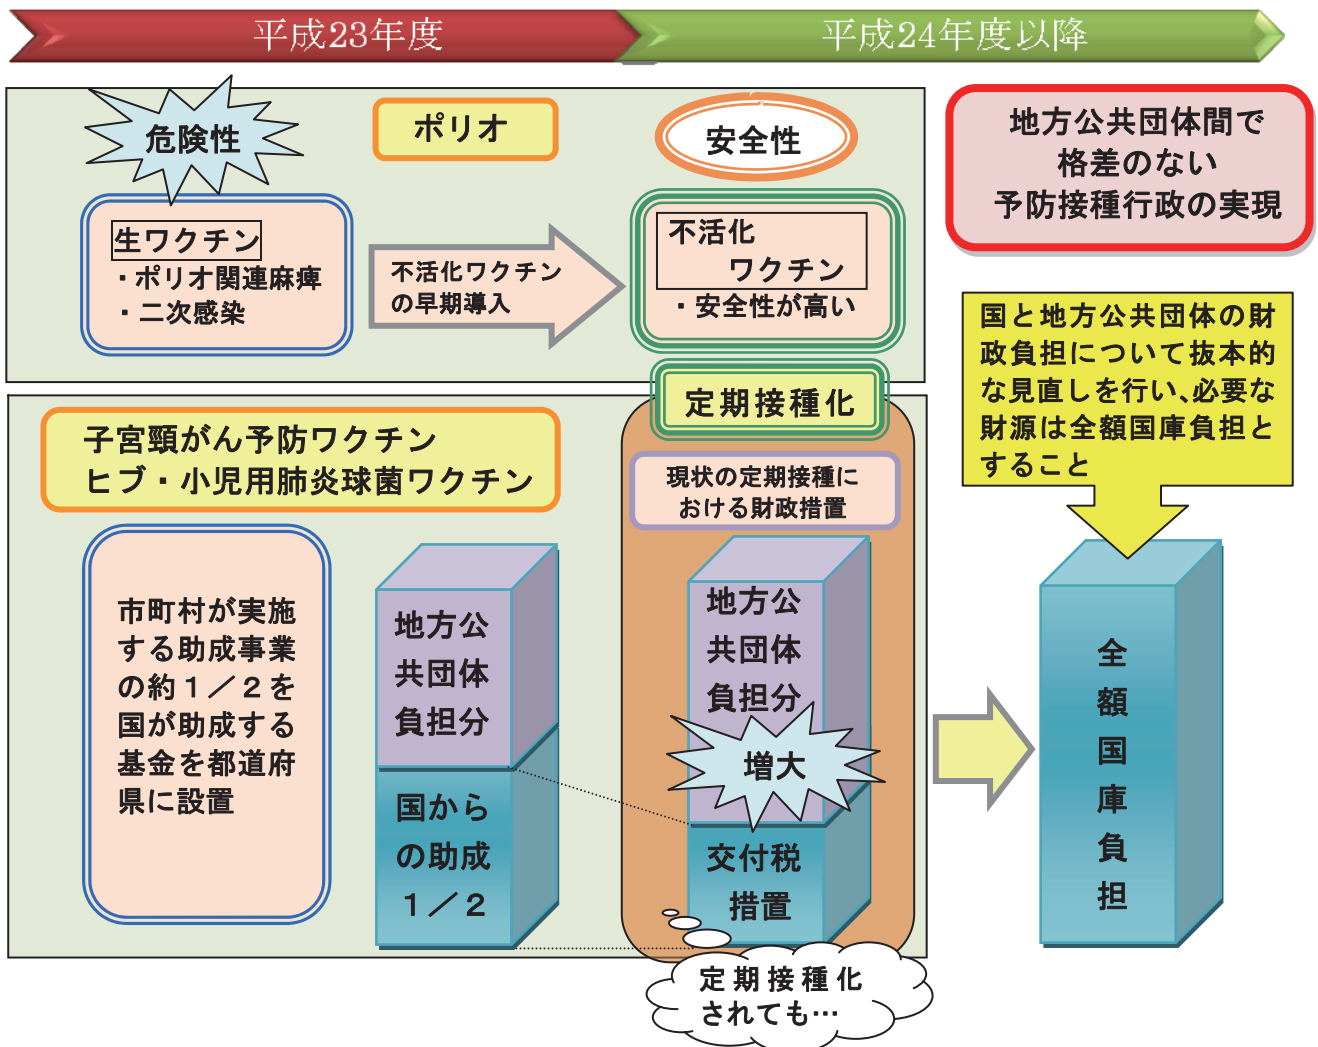 平成23年度
平成24年度以降
危険性
ポリオ
安全性
生ワクチン
・ポリオ関連麻痺
・二次感染
不活化ワクチン
の早期導入
不活化
ワクチン
・安全性が高い
地方公共団体間で
格差のない
予防接種行政の実現
国と地方公共団体の財
政負担について抜本的
な見直しを行い、必要な
財源は全額国庫負担と
すること
子宮頸がん予防ワクチン
ヒブ・小児用肺炎球菌ワクチン
定期接種化
現状の定期接種に
おける財政措置
市町村が実施
する助成事業
の約１／２を
国が助成する
基金を都道府
県に設置
地方公
共団体
負担分
国から
の助成
１／２
地方公
共団体
負担分
増大
交付税
措置
定期接種化
されても…
全
額
国
庫
負
担